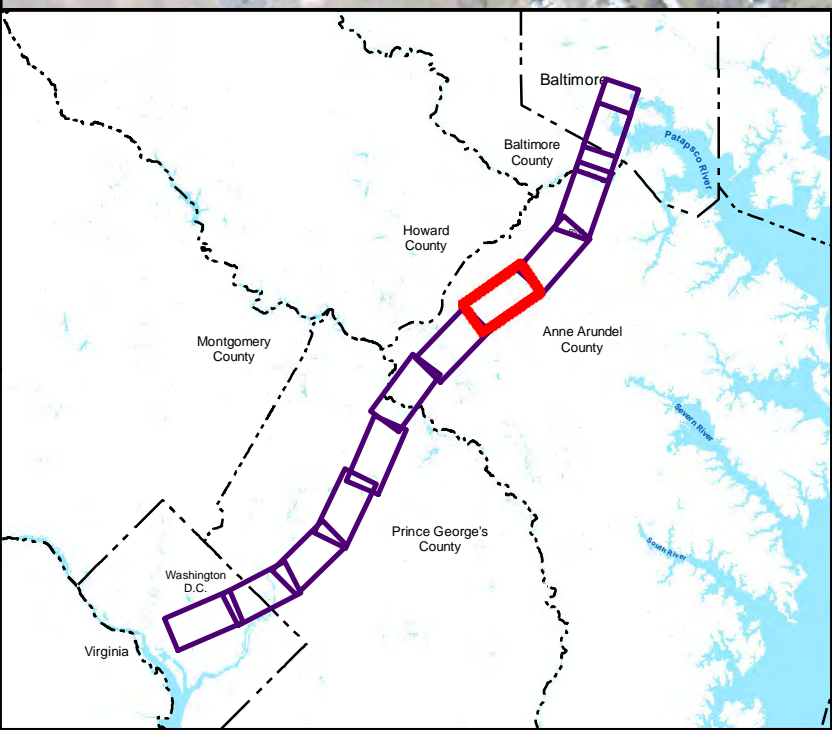 Baltimore
Patapsco River
Baltimore
County
Howard
County
Montgomery
County
Anne Arundel
County
Severn River
Prince George's
County
South River
Washington
D.C.
Virginia